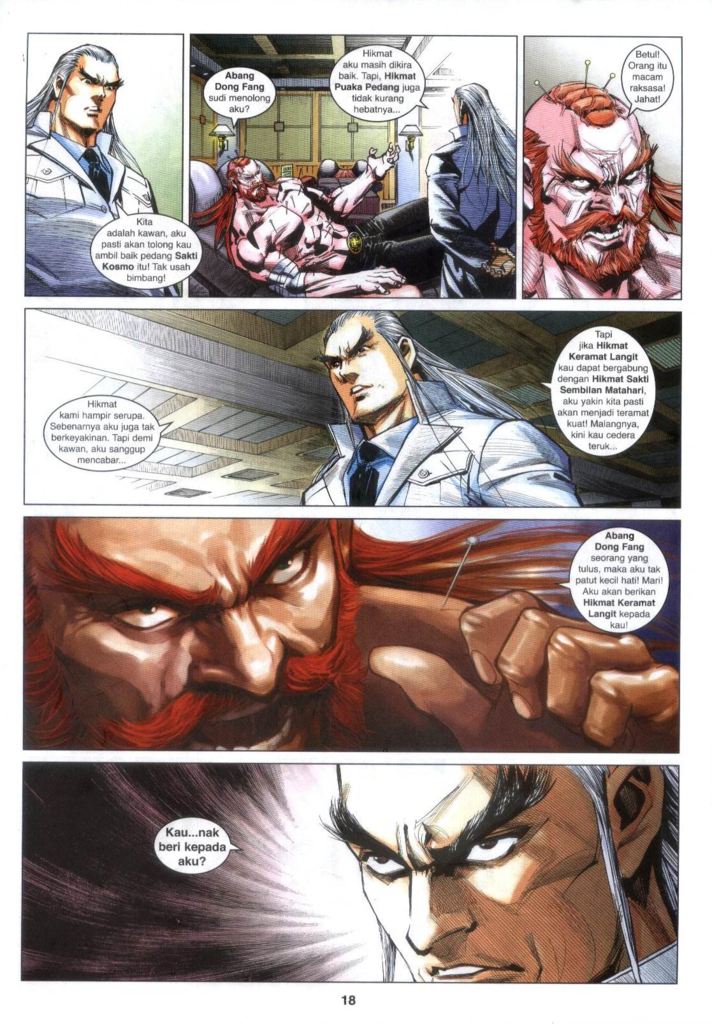 Kita
adalah kawan, aku
pasti akan tolong kau
ambil baik pedang Sakti
Kosmo itu! Tak usah
bimbang!
Abang
Dong Fang
sudi menolong
aku?
Hikmat
aku masih dikira
baik. Tapi, Hikmat
Puaka Pedang juga
tidak kurang
hebatnya...
Betul!
Orang itu
macam
raksasa!
Jahat!
Hikmat
kami hampir serupa.
Sebenarnya aku juga tak
berkeyakinan. Tapi demi
kawan, aku sanggup
mencabar...
Tapi
jika Hikmat
Keramat Langit
kau dapat bergabung
dengan Hikmat Sakti
Sembilan Matahari,
aku yakin kita pasti
akan menjadi teramat
kuat! Malangnya,
kini kau cedera
teruk...
Abang
Dong Fang
seorang yang
tulus, maka aku tak
patut kecil hati! Mari!
Aku akan berikan
Hikmat Keramat
Langit kepada
kau!
Kau...nak
beri kepada
aku?
18